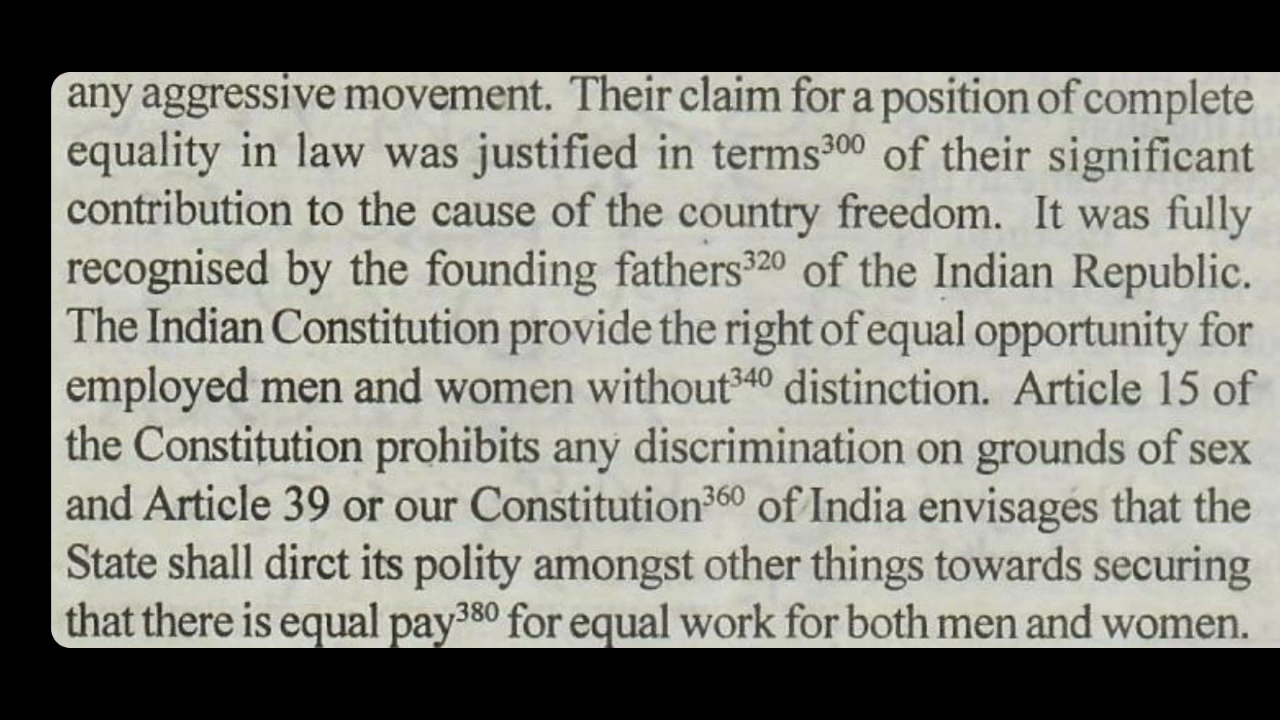 any aggressive movement. Their claim for a position of complete
equality in law was justified in terms³⁰⁰ of their significant
contribution to the cause of the country freedom. It was fully
recognised by the founding fathers³²⁰ of the Indian Republic.
The Indian Constitution provide the right of equal opportunity for
employed men and women without³⁴⁰ distinction. Article 15 of
the Constitution prohibits any discrimination on grounds of sex
and Article 39 or our Constitution³⁶⁰ of India envisages that the
State shall dirct its polity amongst other things towards securing
that there is equal pay³⁸⁰ for equal work for both men and women.